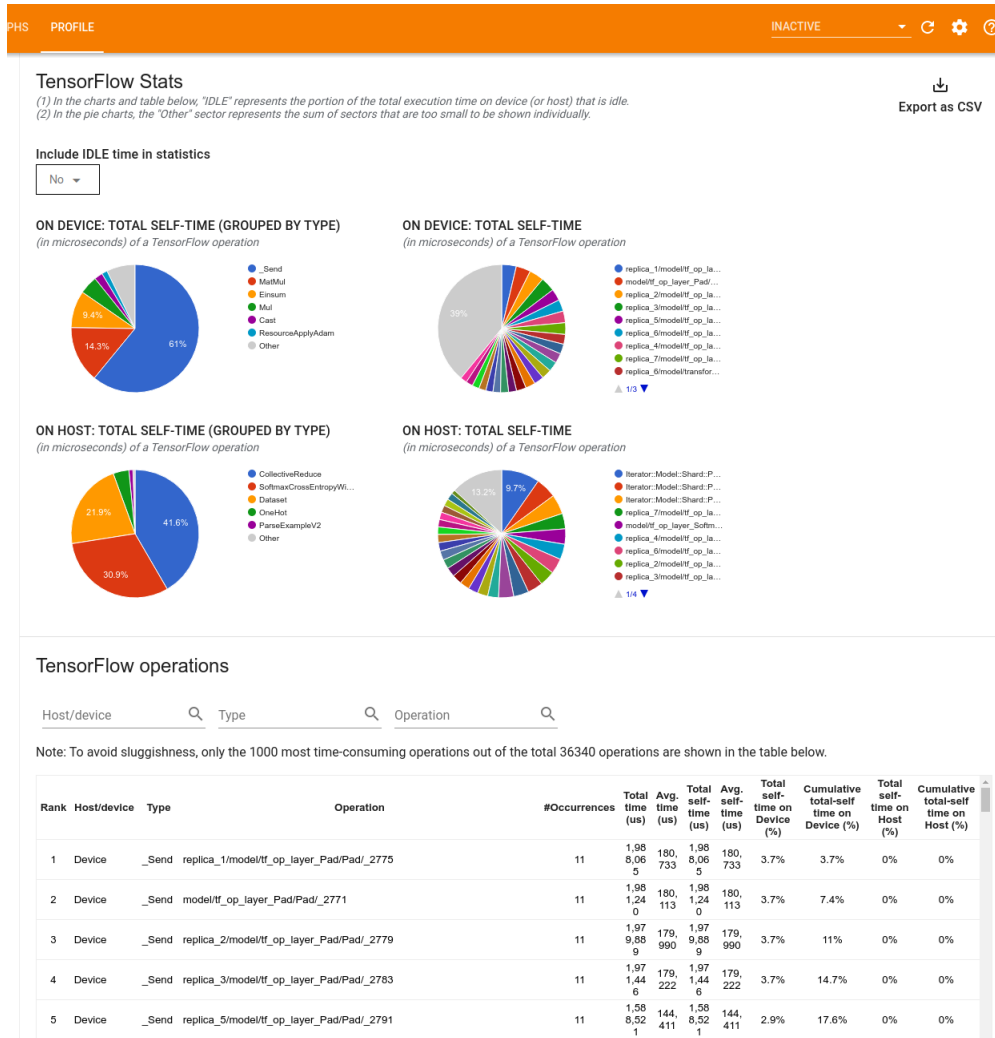 PHS PROFILE INACTIVE
TensorFlow Stats
(1) In the charts and table below, "IDLE" represents the portion of the total execution time on device (or host) that is idle.
(2) In the pie charts, the "Other" sector represents the sum of sectors that are too small to be shown individually.
Export as CSV
Include IDLE time in statistics
No
ON DEVICE: TOTAL SELF-TIME (GROUPED BY TYPE)
(in microseconds) of a TensorFlow operation
_Send
MatMul
Einsum
Mul
Cast
ResourceApplyAdam
Other
9.4%
14.3%
61%
ON DEVICE: TOTAL SELF-TIME
(in microseconds) of a TensorFlow operation
39%
replica_1/model/tf_op_la...
model/tf_op_layer_Pad/...
replica_2/model/tf_op_la...
replica_3/model/tf_op_la...
replica_5/model/tf_op_la...
replica_6/model/tf_op_la...
replica_4/model/tf_op_la...
replica_7/model/tf_op_la...
replica_6/model/transfor...
1/3
ON HOST: TOTAL SELF-TIME (GROUPED BY TYPE)
(in microseconds) of a TensorFlow operation
CollectiveReduce
SoftmaxCrossEntropyWi...
Dataset
OneHot
ParseExampleV2
Other
21.9%
41.6%
30.9%
ON HOST: TOTAL SELF-TIME
(in microseconds) of a TensorFlow operation
13.2%
9.7%
Iterator::Model::Shard::P...
Iterator::Model::Shard::P...
Iterator::Model::Shard::P...
replica_7/model/tf_op_la...
model/tf_op_layer_Softm...
replica_4/model/tf_op_la...
replica_6/model/tf_op_la...
replica_2/model/tf_op_la...
replica_3/model/tf_op_la...
1/4
TensorFlow operations
Host/device Type Operation
Note: To avoid sluggishness, only the 1000 most time-consuming operations out of the total 36340 operations are shown in the table below.
Rank Host/device Type Operation #Occurrences Total time (us) Avg. time (us) Total self-time (us) Avg. self-time (us) Total self-time on Device (%) Cumulative total-self time on Device (%) Total self-time on Host (%) Cumulative total-self time on Host (%)
1 Device _Send replica_1/model/tf_op_layer_Pad/Pad/_2775 11 1,988,065 180,733 1,988,065 180,733 3.7% 3.7% 0% 0%
2 Device _Send model/tf_op_layer_Pad/Pad/_2771 11 1,981,240 180,113 1,981,240 180,113 3.7% 7.4% 0% 0%
3 Device _Send replica_2/model/tf_op_layer_Pad/Pad/_2779 11 1,979,889 179,990 1,979,889 179,990 3.7% 11% 0% 0%
4 Device _Send replica_3/model/tf_op_layer_Pad/Pad/_2783 11 1,971,446 179,222 1,971,446 179,222 3.7% 14.7% 0% 0%
5 Device _Send replica_5/model/tf_op_layer_Pad/Pad/_2791 11 1,588,521 144,411 1,588,521 144,411 2.9% 17.6% 0% 0%